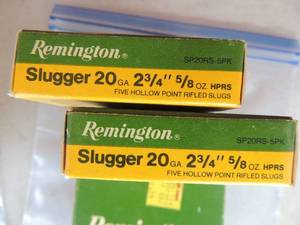 Remington®
SP20RS-5PK
Slugger 20 GA 2 3/4" 5/8 OZ. HPRS
FIVE HOLLOW POINT RIFLED SLUGS
Remington®
SP20RS-5PK
Slugger 20 GA 2 3/4" 5/8 OZ. HPRS
FIVE HOLLOW POINT RIFLED SLUGS